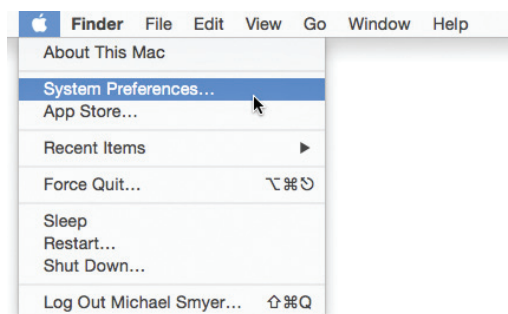 Finder File Edit View Go Window Help
About This Mac
System Preferences...
App Store...
Recent Items ▶
Force Quit... ⌥⌘⎋
Sleep
Restart...
Shut Down...
Log Out Michael Smyer... ⇧⌘Q